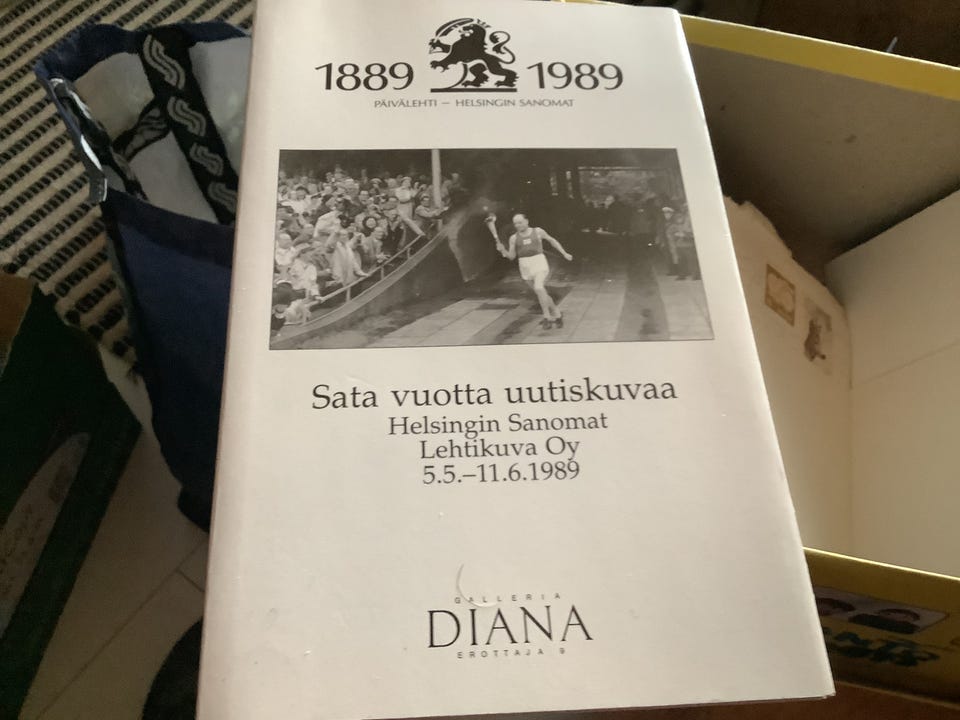 1889 1989
PÄIVÄLEHTI – HELSINGIN SANOMAT
Sata vuotta uutiskuvaa
Helsingin Sanomat
Lehtikuva Oy
5.5.–11.6.1989
GALLERIA
DIANA
EROTTAJA 9